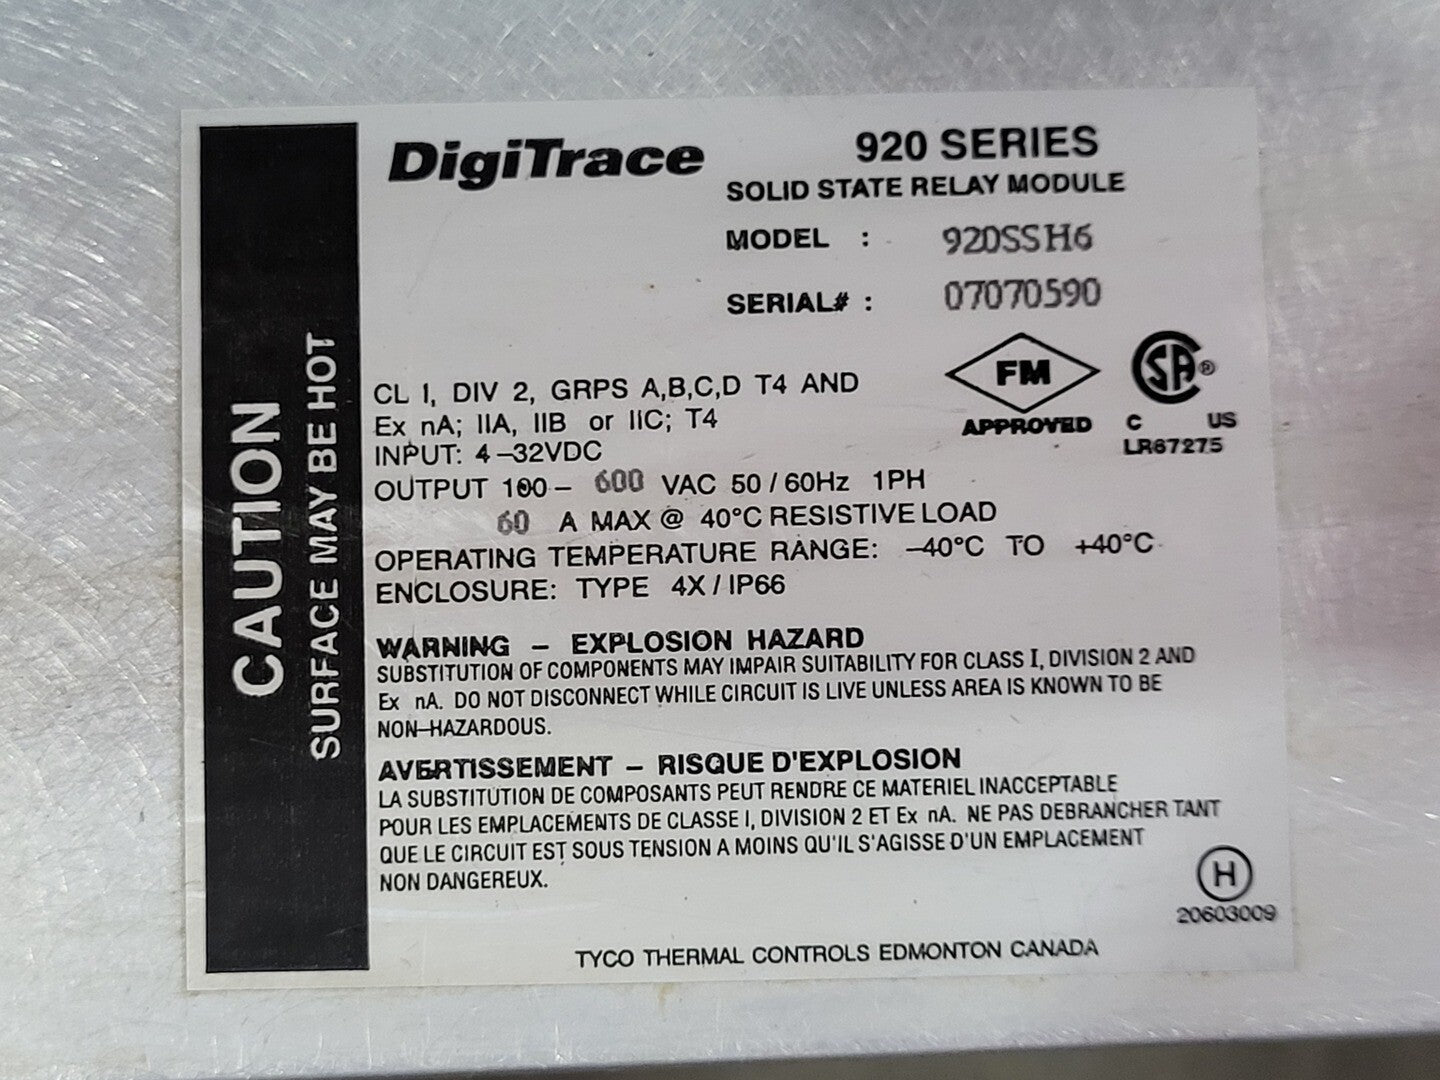 CAUTION
SURFACE MAY BE HOT
DigiTrace
920 SERIES
SOLID STATE RELAY MODULE
MODEL : 920SSH6
SERIAL# : 07070590
FM
APPROVED
SA ®
C US
LR67275
CL I, DIV 2, GRPS A,B,C,D T4 AND
Ex nA; IIA, IIB or IIC; T4
INPUT: 4-32VDC
OUTPUT 100- 600 VAC 50 / 60Hz 1PH
60 A MAX @ 40°C RESISTIVE LOAD
OPERATING TEMPERATURE RANGE: -40°C TO +40°C
ENCLOSURE: TYPE 4X / IP66
WARNING - EXPLOSION HAZARD
SUBSTITUTION OF COMPONENTS MAY IMPAIR SUITABILITY FOR CLASS I, DIVISION 2 AND
Ex nA. DO NOT DISCONNECT WHILE CIRCUIT IS LIVE UNLESS AREA IS KNOWN TO BE
NON-HAZARDOUS.
AVERTISSEMENT - RISQUE D'EXPLOSION
LA SUBSTITUTION DE COMPOSANTS PEUT RENDRE CE MATERIEL INACCEPTABLE
POUR LES EMPLACEMENTS DE CLASSE I, DIVISION 2 ET Ex nA. NE PAS DEBRANCHER TANT
QUE LE CIRCUIT EST SOUS TENSION A MOINS QU'IL S'AGISSE D'UN EMPLACEMENT
NON DANGEREUX.
H
20603009
TYCO THERMAL CONTROLS EDMONTON CANADA